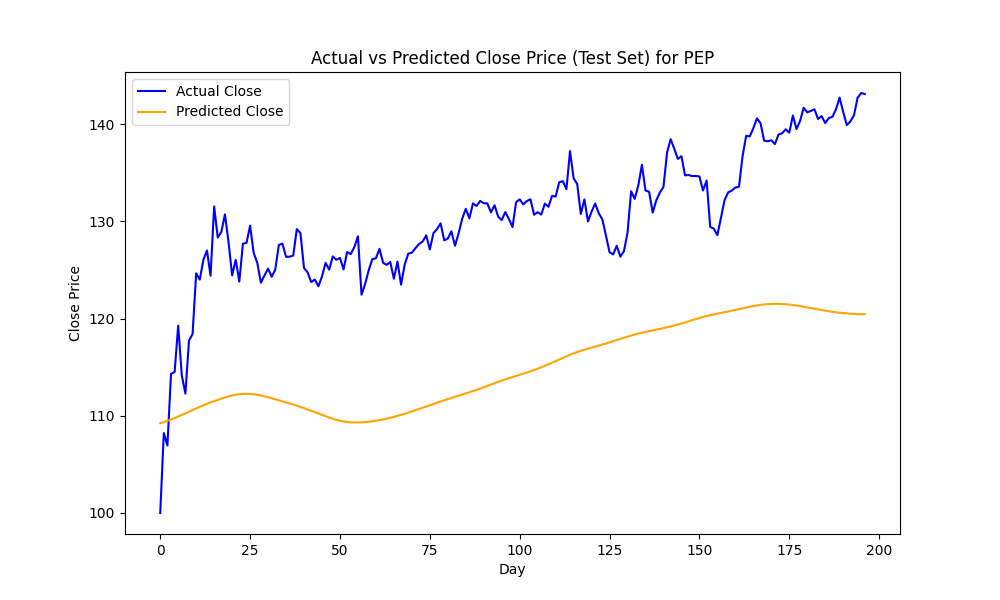 Actual vs Predicted Close Price (Test Set) for PEP
Actual Close
Predicted Close
Close Price
140
130
120
110
100
0 25 50 75 100 125 150 175 200
Day